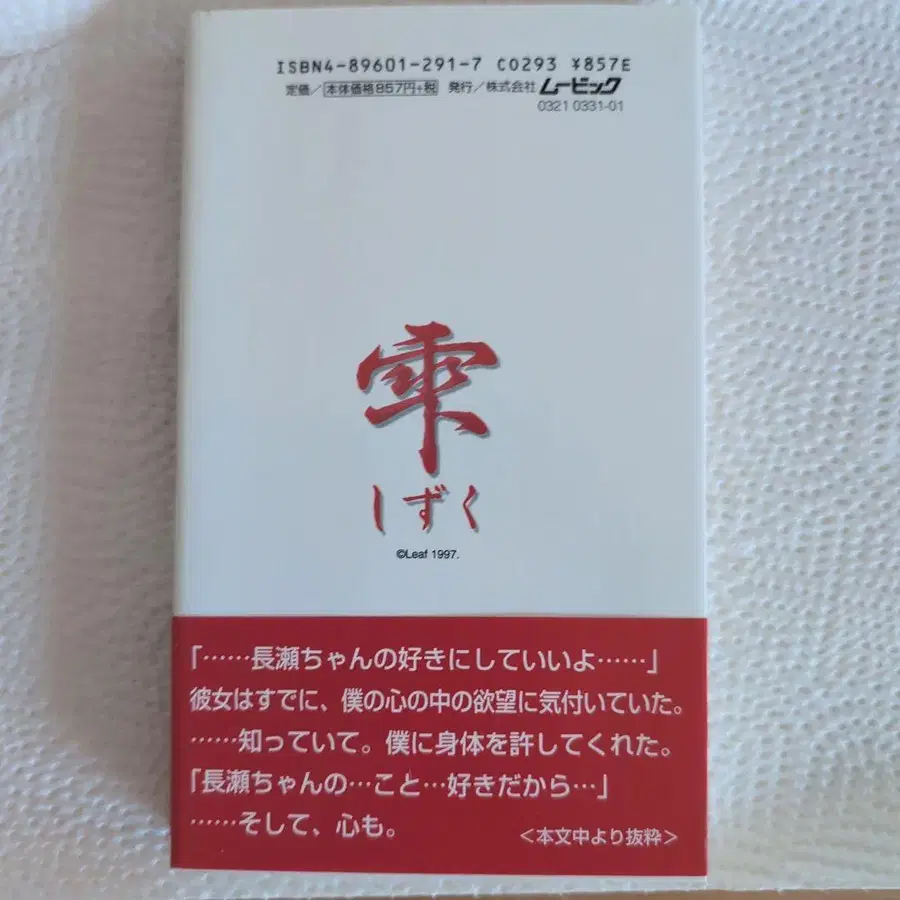 ISBN4-89601-291-7 C0293 ¥857E
定価／本体価格857円+税 発行／株式会社ムービック
0321 0331-01
雫
しずく
©Leaf 1997.
「……長瀬ちゃんの好きにしていいよ……」
彼女はすでに、僕の心の中の欲望に気付いていた。
……知っていて。僕に身体を許してくれた。
「長瀬ちゃんの…こと…好きだから…」
……そして、心も。
＜本文中より抜粋＞